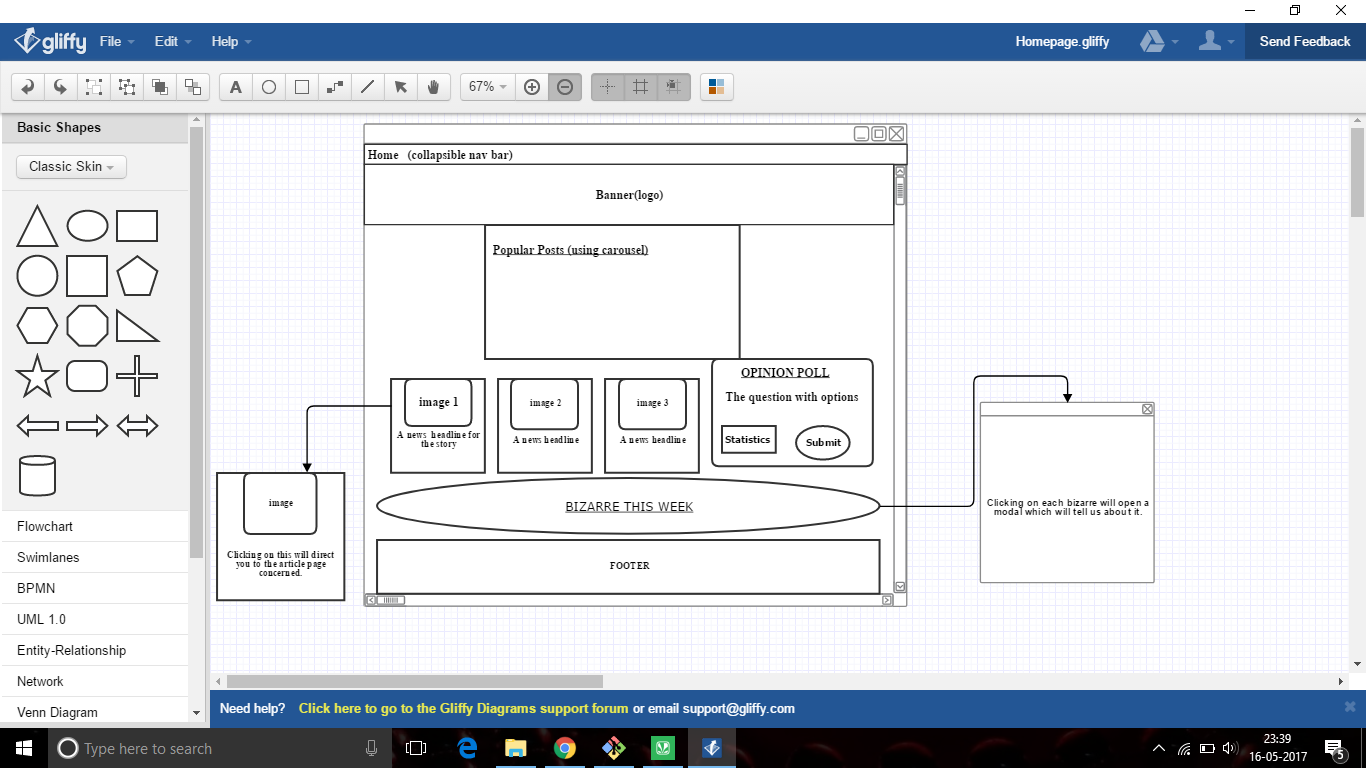 gliffy File Edit Help Homepage.gliffy Send Feedback
A 67%
Basic Shapes
Classic Skin
Flowchart
Swimlanes
BPMN
UML 1.0
Entity-Relationship
Network
Venn Diagram
Home (collapsible nav bar)
Banner(logo)
Popular Posts (using carousel)
image 1
A news headline for
the story
image 2
A news headline
image 3
A news headline
OPINION POLL
The question with options
Statistics
Submit
image
Clicking on this will direct
you to the article page
concerned.
BIZARRE THIS WEEK
Clicking on each bizarre will open a
modal which will tell us about it.
FOOTER
Need help? Click here to go to the Gliffy Diagrams support forum or email support@gliffy.com
Type here to search
23:39
16-05-2017
5